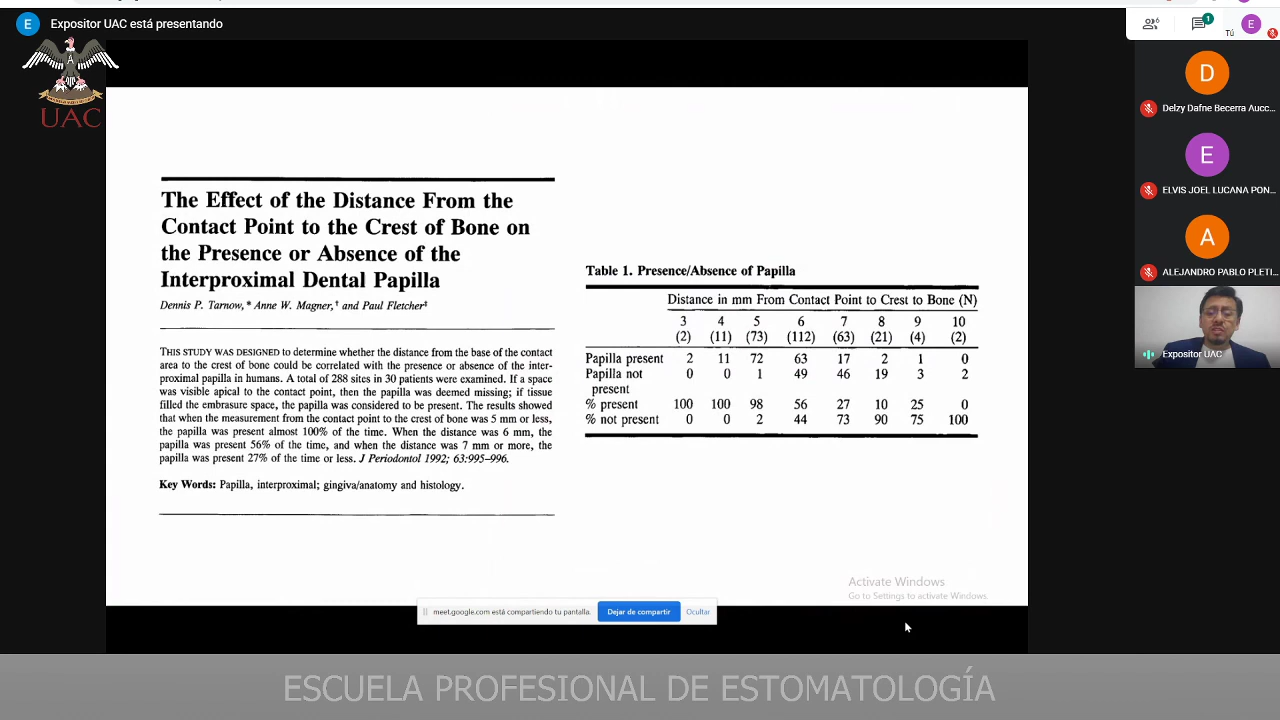 Expositor UAC está presentando
6
1
E
Tú
E
UAC
D
Delzy Dafne Becerra Aucc...
E
ELVIS JOEL LUCANA PON...
A
ALEJANDRO PABLO PLETI...
Expositor UAC
The Effect of the Distance From the
Contact Point to the Crest of Bone on
the Presence or Absence of the
Interproximal Dental Papilla
Dennis P. Tarnow,* Anne W. Magner,† and Paul Fletcher‡
THIS STUDY WAS DESIGNED to determine whether the distance from the base of the contact
area to the crest of bone could be correlated with the presence or absence of the inter-
proximal papilla in humans. A total of 288 sites in 30 patients were examined. If a space
was visible apical to the contact point, then the papilla was deemed missing; if tissue
filled the embrasure space, the papilla was considered to be present. The results showed
that when the measurement from the contact point to the crest of bone was 5 mm or less,
the papilla was present almost 100% of the time. When the distance was 6 mm, the
papilla was present 56% of the time, and when the distance was 7 mm or more, the
papilla was present 27% of the time or less. J Periodontol 1992; 63:995–996.
Key Words: Papilla, interproximal; gingiva/anatomy and histology.
Table 1. Presence/Absence of Papilla
Distance in mm From Contact Point to Crest to Bone (N)
3 4 5 6 7 8 9 10
(2) (11) (73) (112) (63) (21) (4) (2)
Papilla present 2 11 72 63 17 2 1 0
Papilla not 0 0 1 49 46 19 3 2
present
% present 100 100 98 56 27 10 25 0
% not present 0 0 2 44 73 90 75 100
Activate Windows
Go to Settings to activate Windows.
meet.google.com está compartiendo tu pantalla.
Dejar de compartir
Ocultar
ESCUELA PROFESIONAL DE ESTOMATOLOGÍA